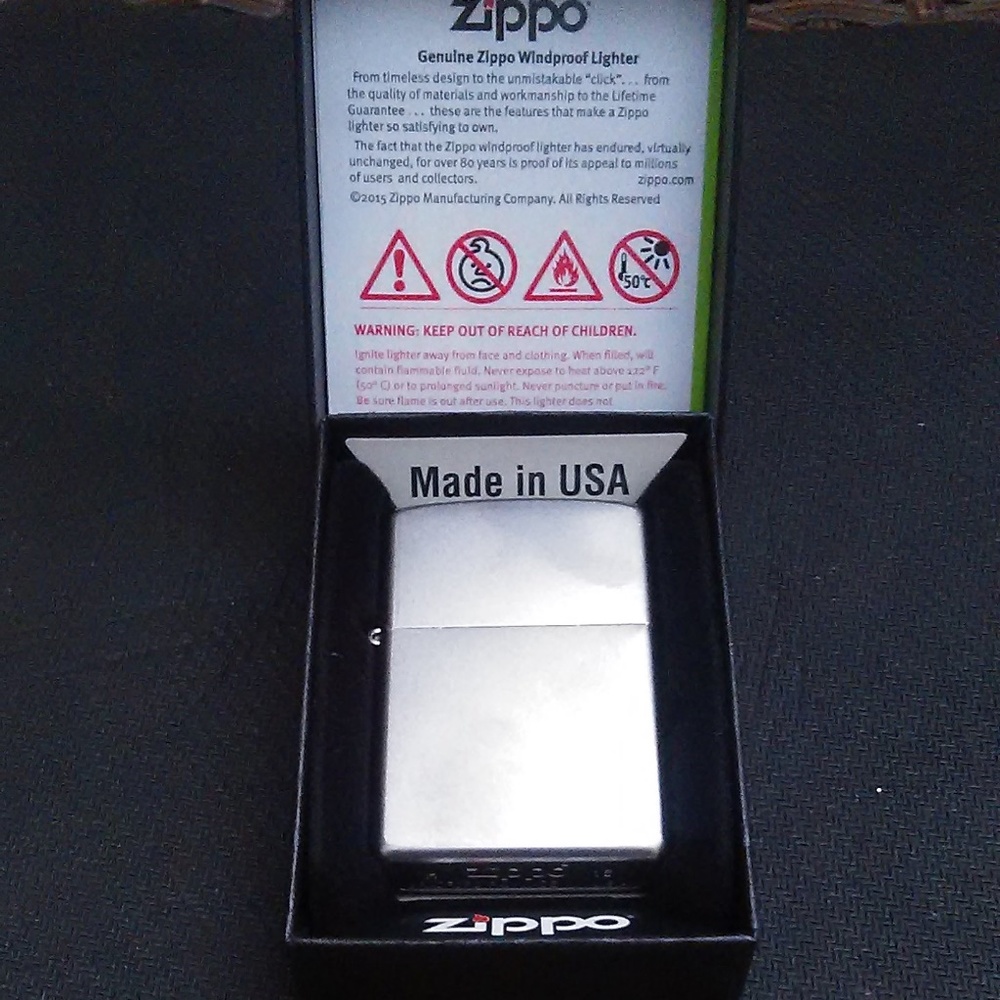 Zippo
Genuine Zippo Windproof Lighter
From timeless design to the unmistakable "click". . . from
the quality of materials and workmanship to the Lifetime
Guarantee . . . these are the features that make a Zippo
lighter so satisfying to own.
The fact that the Zippo windproof lighter has endured, virtually
unchanged, for over 80 years is proof of its appeal to millions
of users and collectors. zippo.com
©2015 Zippo Manufacturing Company. All Rights Reserved
50°C
WARNING: KEEP OUT OF REACH OF CHILDREN.
Ignite lighter away from face and clothing. When filled, will
contain flammable fluid. Never expose to heat above 122° F
(50° C) or to prolonged sunlight. Never puncture or put in fire.
Be sure flame is out after use. This lighter does not
Made in USA
Zippo
zippo